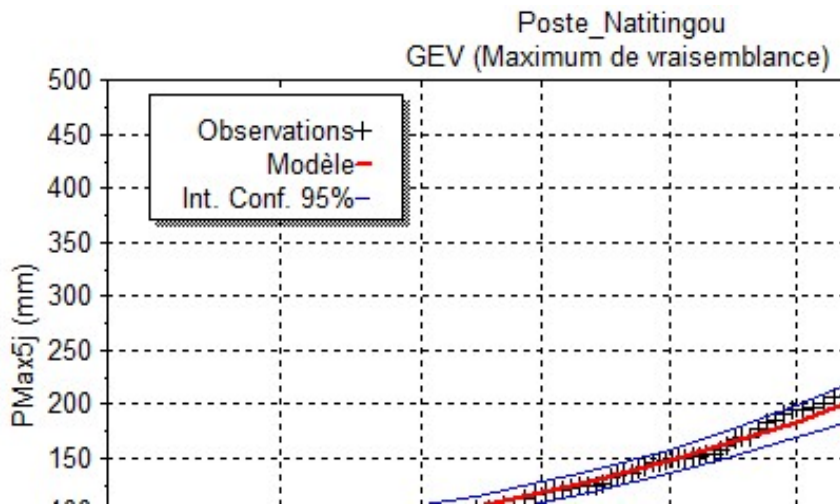 Poste_Natitingou
GEV (Maximum de vraisemblance)
500
450
400
350
300
250
200
150
100
PMax5j (mm)
Observations
Modèle
Int. Conf. 95%